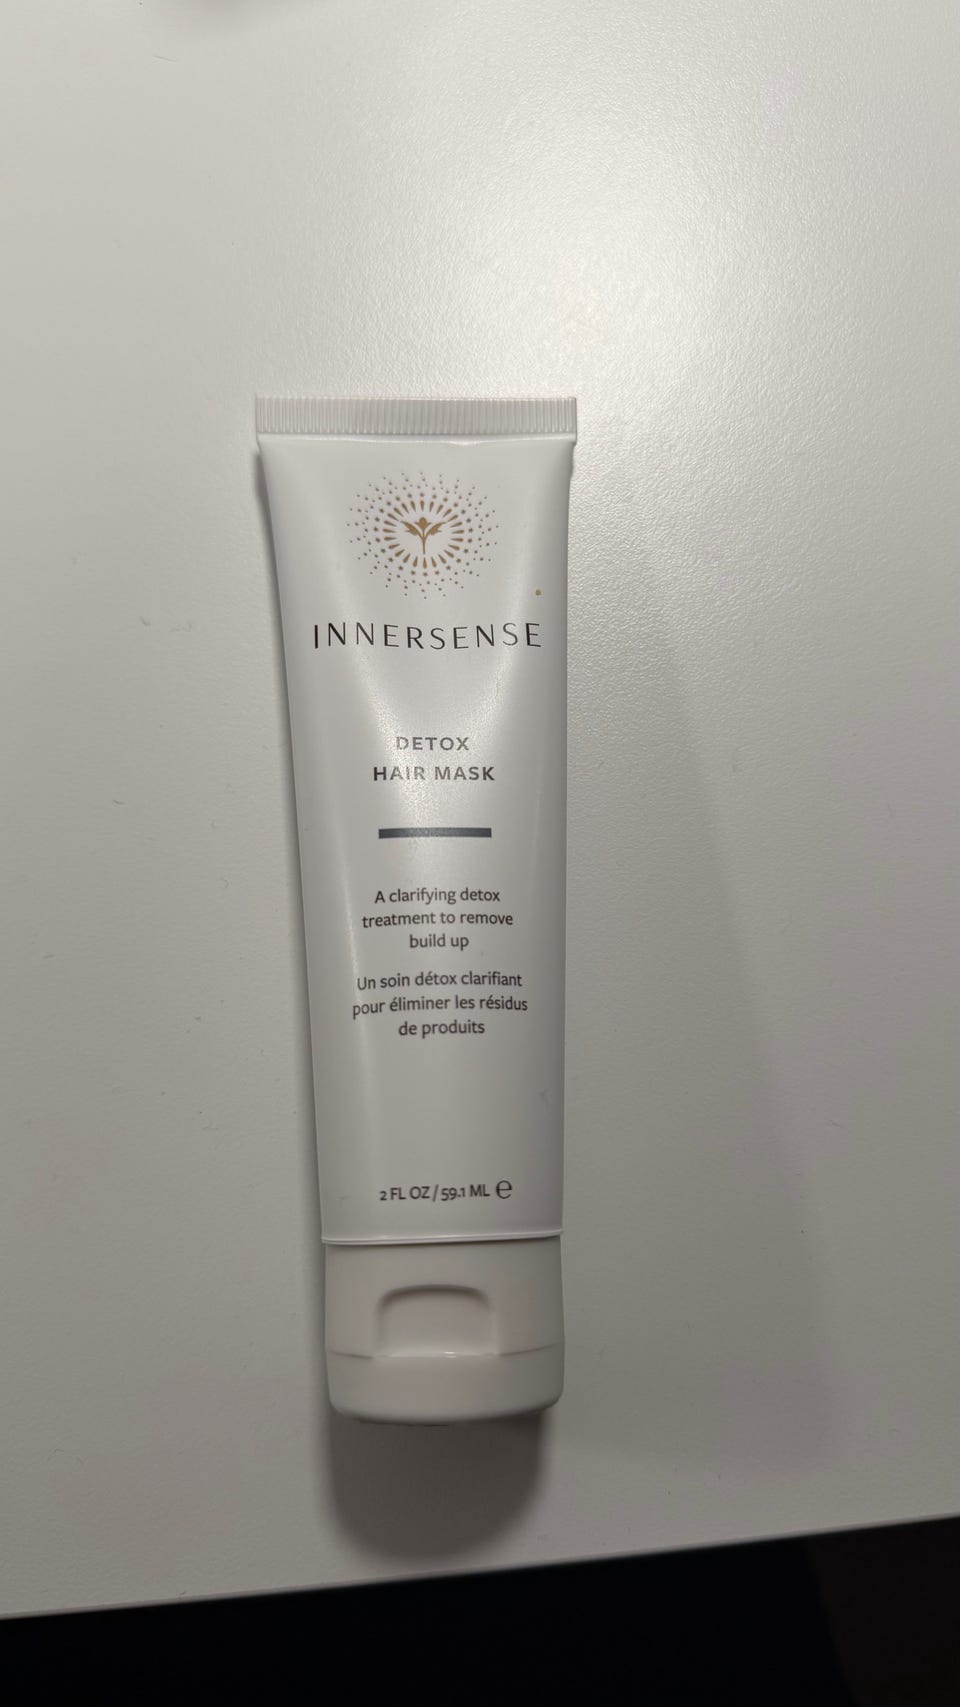 INNERSENSE
DETOX
HAIR MASK
A clarifying detox
treatment to remove
build up
Un soin détox clarifiant
pour éliminer les résidus
de produits
2 FL OZ / 59.1 ML ℮